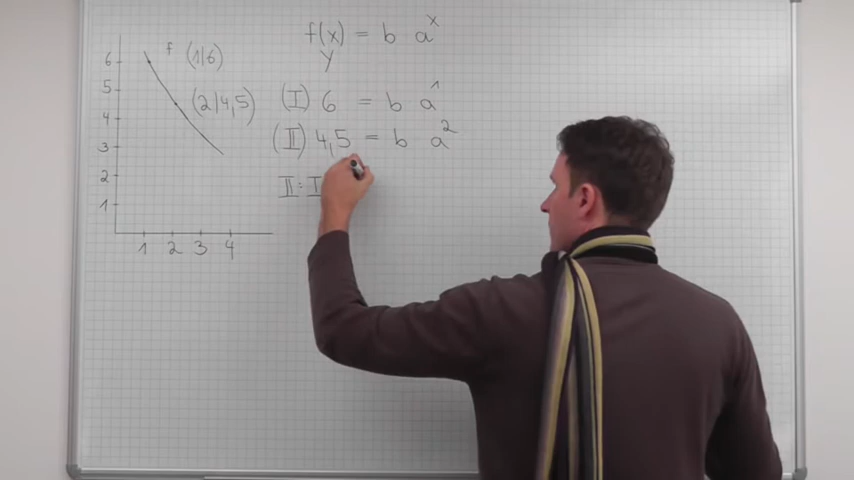 f(x) = b a^x
y
f (1|6)
(2|4,5)
(I) 6 = b a^1
(II) 4,5 = b a^2
II : I
6
5
4
3
2
1
1 2 3 4